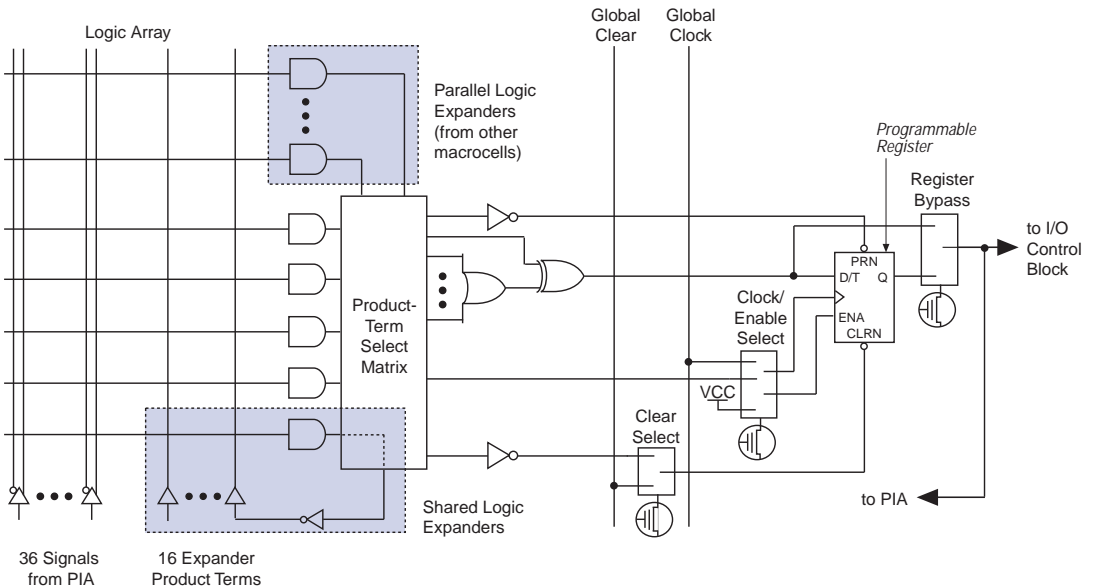 Logic Array
Global
Clear
Global
Clock
Parallel Logic
Expanders
(from other
macrocells)
Programmable
Register
Register
Bypass
to I/O
Control
Block
PRN
D/T Q
ENA
CLRN
Clock/
Enable
Select
Product-
Term
Select
Matrix
VCC
Clear
Select
to PIA
Shared Logic
Expanders
36 Signals
from PIA
16 Expander
Product Terms